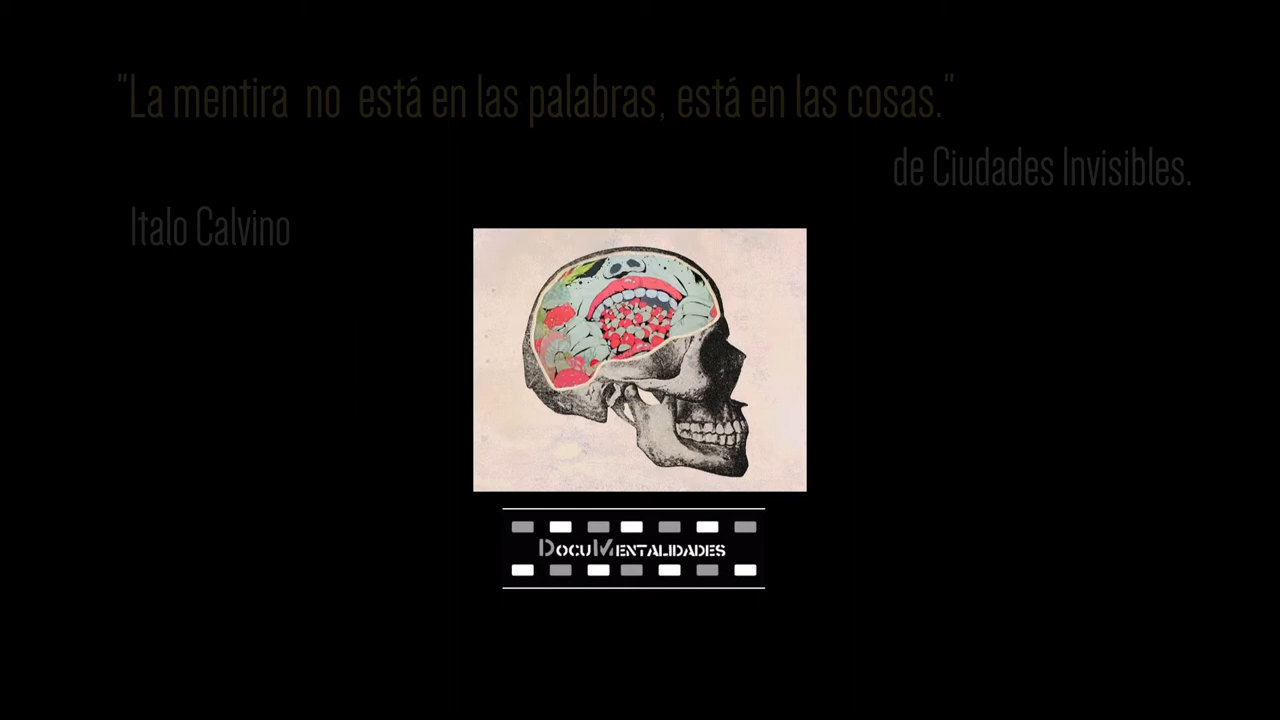 "La mentira no está en las palabras, está en las cosas."
de Ciudades Invisibles.
Italo Calvino
DOCUMENTALIDADES